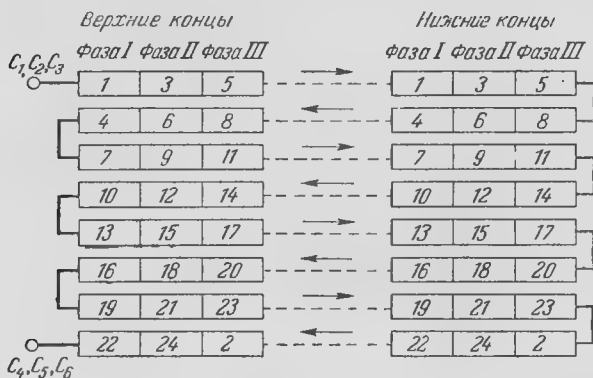 Верхние концы Нижние концы
Фаза I Фаза II Фаза III Фаза I Фаза II Фаза III
C1, C2, C3
1 3 5 1 3 5
4 6 8 4 6 8
7 9 11 7 9 11
10 12 14 10 12 14
13 15 17 13 15 17
16 18 20 16 18 20
19 21 23 19 21 23
22 24 2 22 24 2
C4, C5, C6